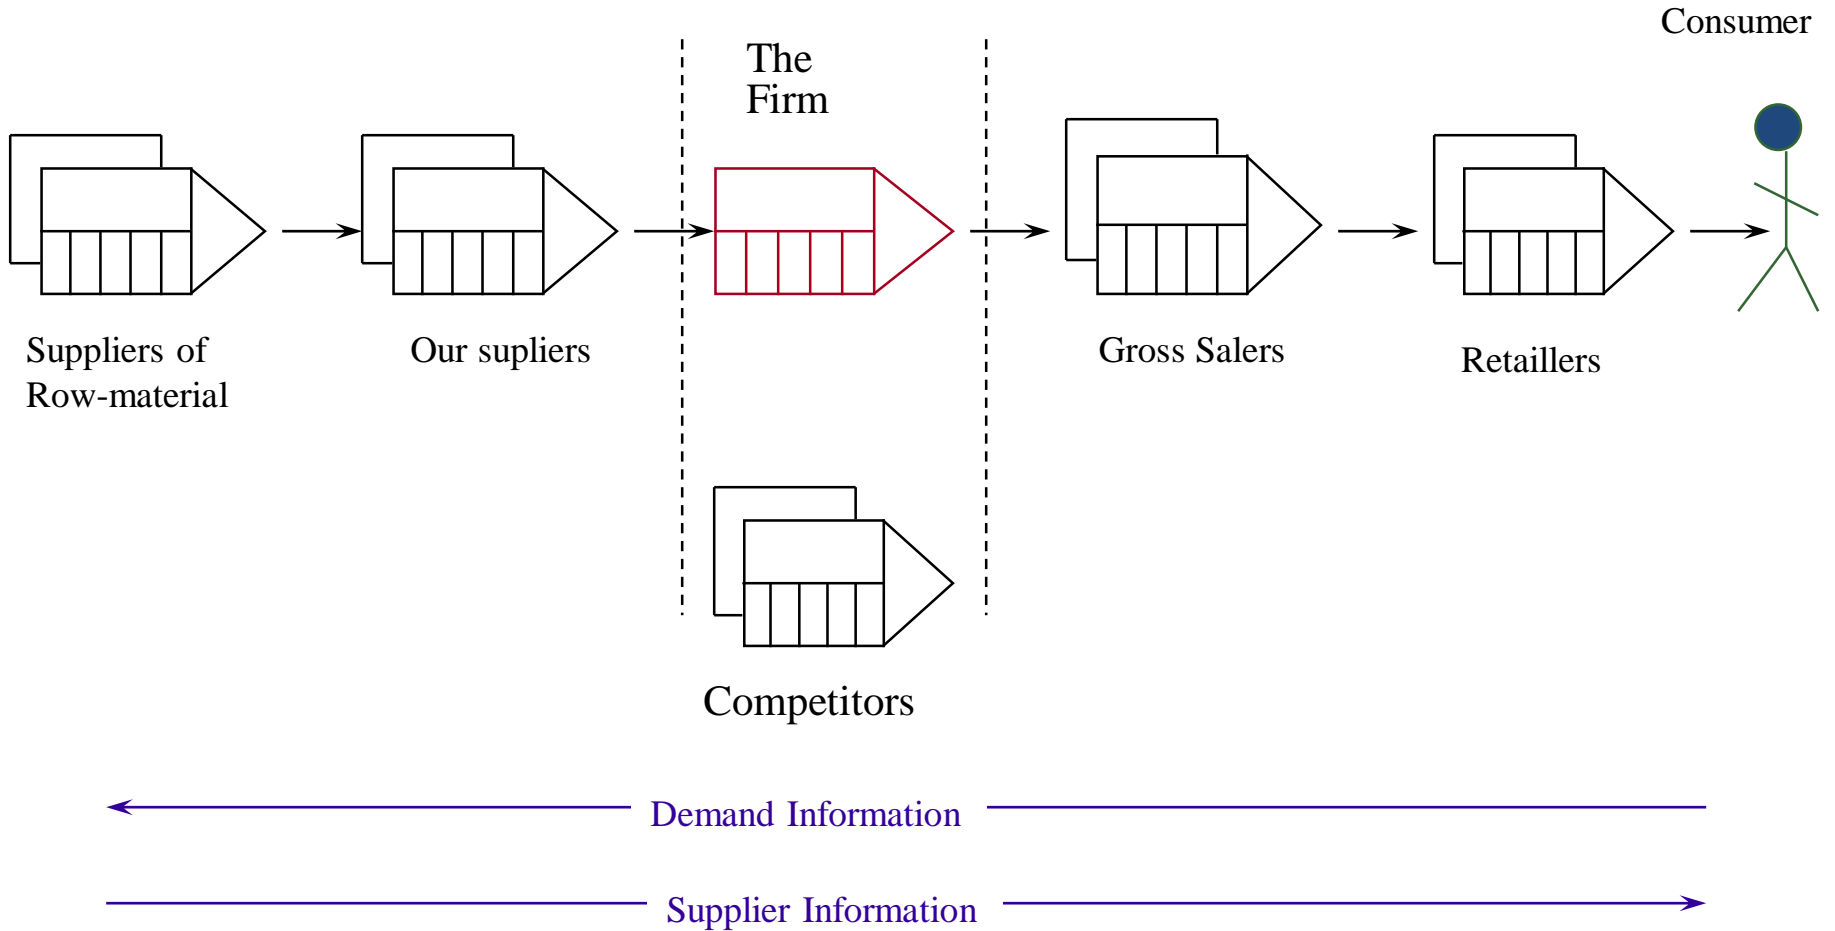 Consumer
The
Firm
Suppliers of
Row-material
Our supliers
Gross Salers
Retaillers
Competitors
Demand Information
Supplier Information